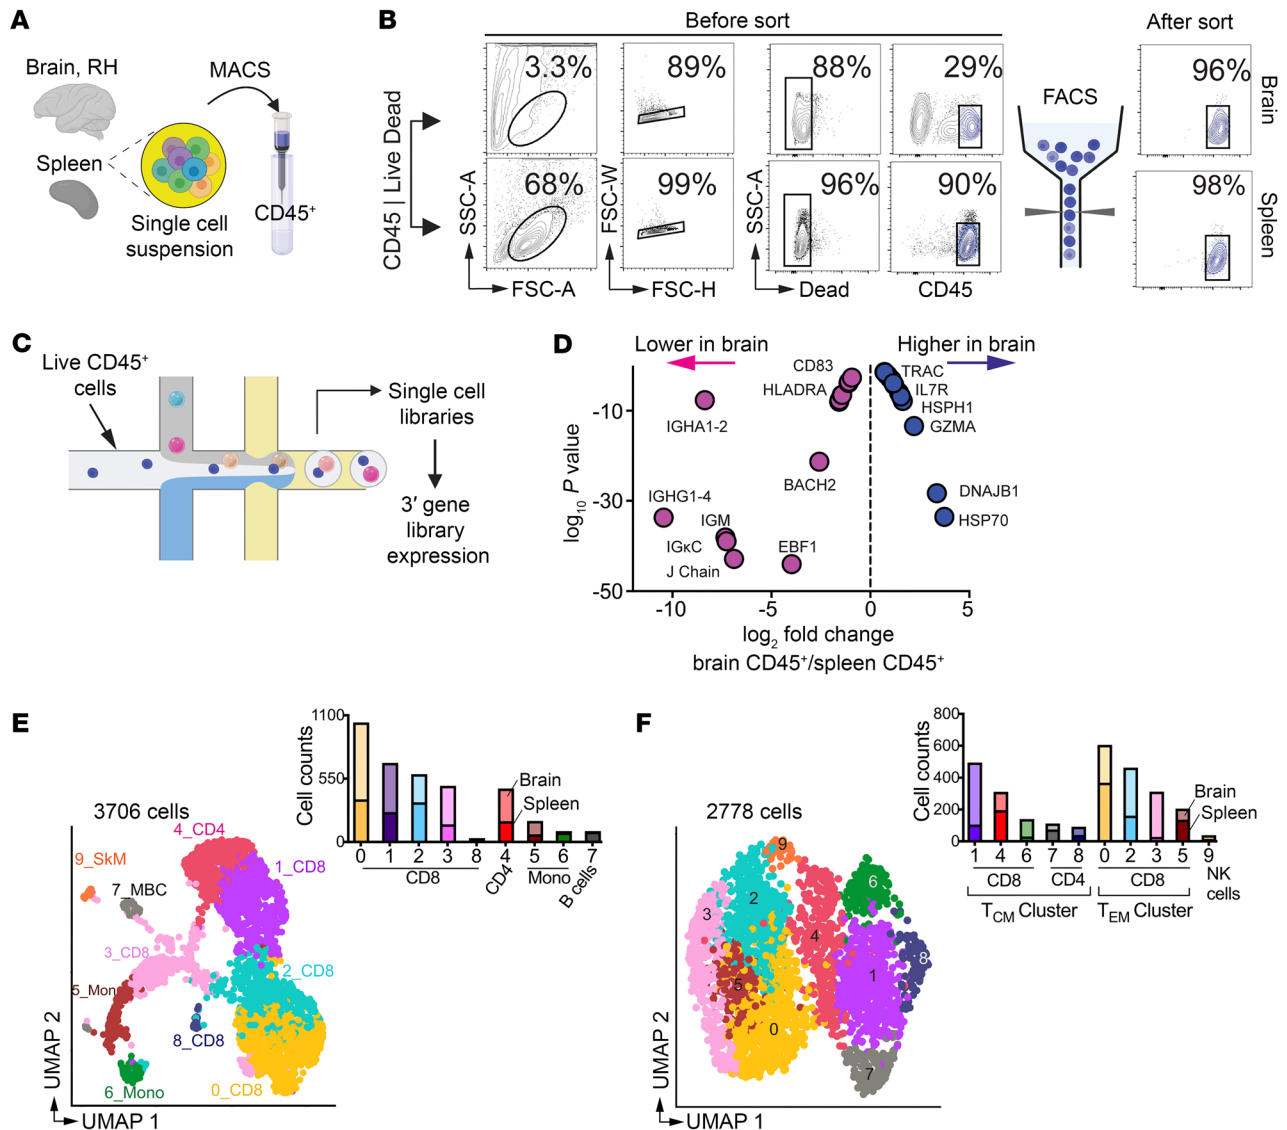 A
Brain, RH
MACS
Spleen
CD45+
Single cell
suspension
B
Before sort
After sort
CD45 | Live Dead
3.3%
89%
88%
29%
FACS
96%
Brain
68%
99%
96%
90%
98%
Spleen
SSC-A
FSC-W
SSC-A
FSC-A
FSC-H
Dead
CD45
C
Live CD45+
cells
Single cell
libraries
3′ gene
library
expression
D
Lower in brain
Higher in brain
CD83
TRAC
HLADRA
IL7R
HSPH1
IGHA1-2
GZMA
BACH2
DNAJB1
IGHG1-4
HSP70
IGM
IGκC
EBF1
J Chain
log10 P value
-10
-30
-50
-10
-5
0
5
log2 fold change
brain CD45+/spleen CD45+
E
Cell counts
1100
550
0
Brain
Spleen
0 1 2 3 8 4 5 6 7
CD8
CD4
Mono
B cells
3706 cells
4_CD4
9_SkM
1_CD8
7_MBC
3_CD8
2_CD8
5_Mono
8_CD8
6_Mono
0_CD8
UMAP 2
UMAP 1
F
Cell counts
800
600
400
200
0
Brain
Spleen
1 4 6 7 8 0 2 3 5 9
CD8
CD4
CD8
NK
cells
TCM Cluster
TEM Cluster
2778 cells
9
6
2
3
4
8
1
5
0
7
UMAP 2
UMAP 1